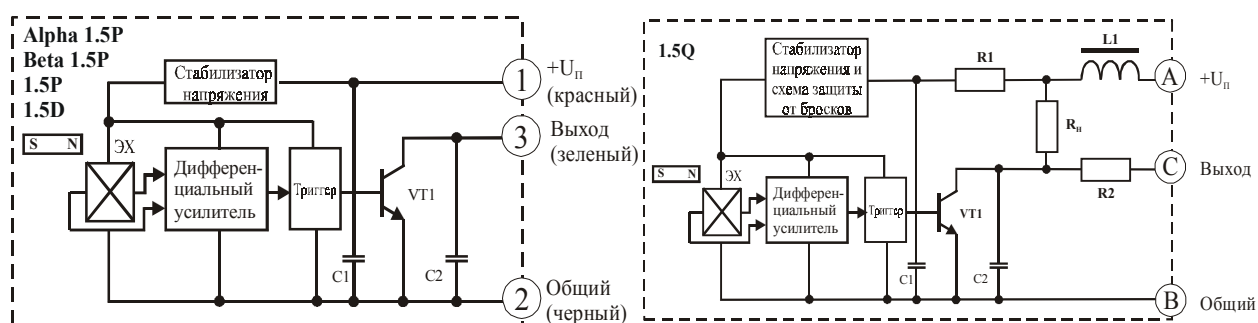 Alpha 1.5P
Beta 1.5P
1.5P
1.5D
Стабилизатор
напряжения
1
+Uп
(красный)
3
Выход
(зеленый)
S N
ЭХ
Дифферен-
циальный
усилитель
Триггер
VT1
C1
C2
2
Общий
(черный)
1.5Q
Стабилизатор
напряжения и
схема защиты
от бросков
R1
L1
A
+Uп
Rн
C
Выход
R2
S N
ЭХ
Дифферен-
циальный
усилитель
Триггер
VT1
C1
C2
B
Общий